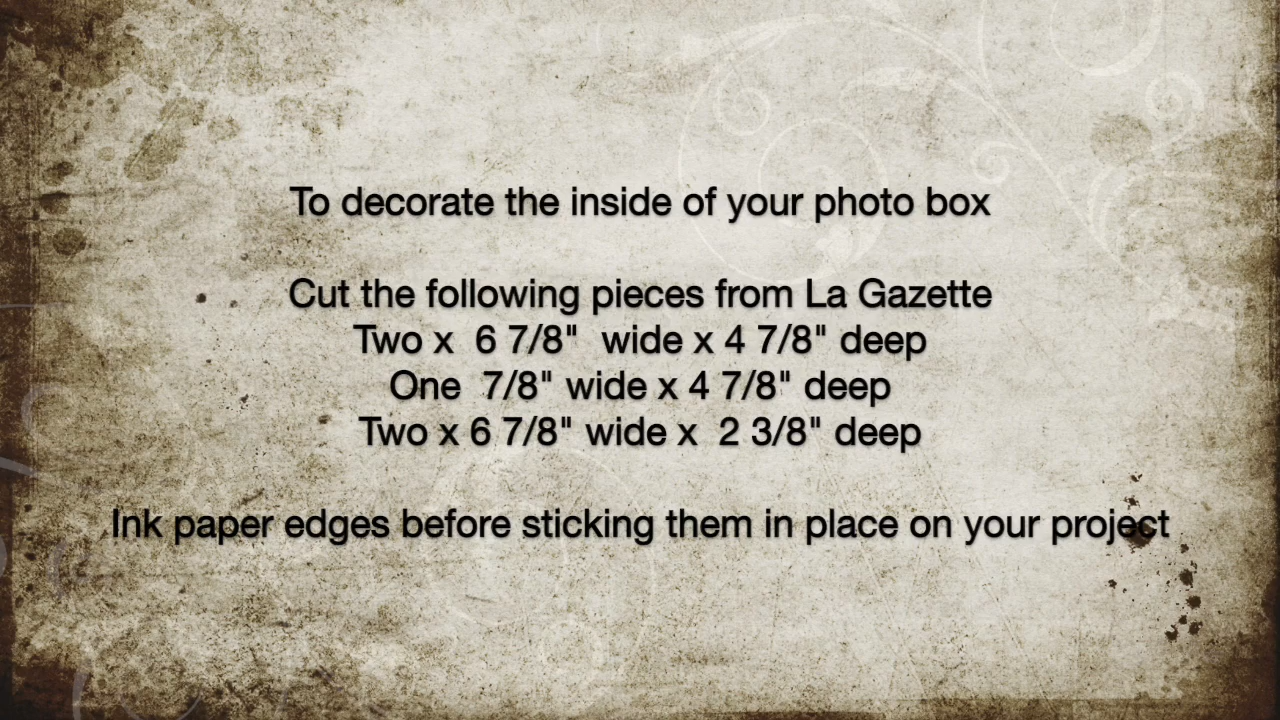 To decorate the inside of your photo box
Cut the following pieces from La Gazette
Two x  6 7/8"  wide x 4 7/8" deep
One  7/8" wide x 4 7/8" deep
Two x 6 7/8" wide x  2 3/8" deep
Ink paper edges before sticking them in place on your project